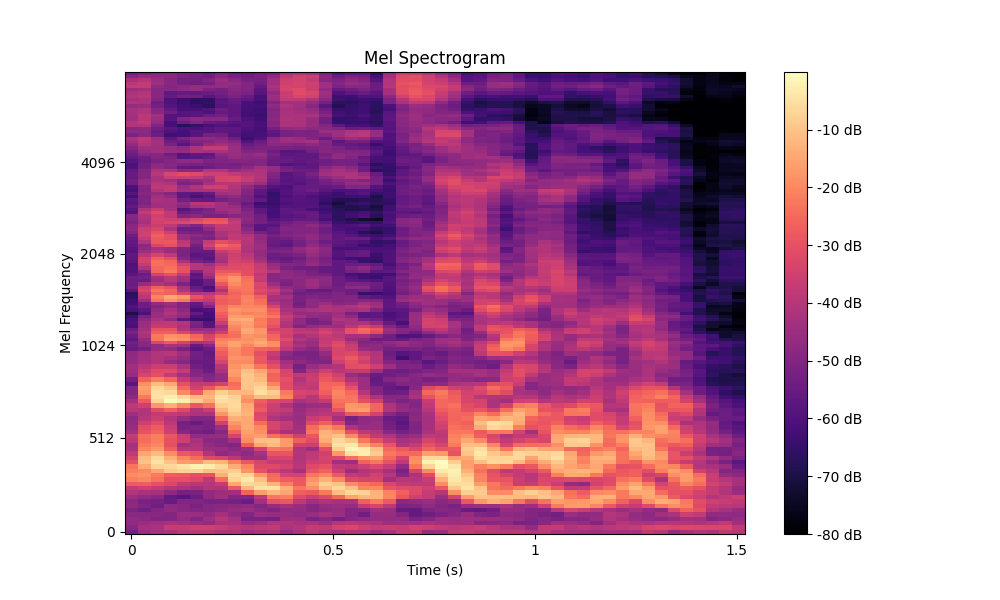 Mel Spectrogram
Mel Frequency
4096
2048
1024
512
0
0
0.5
1
1.5
Time (s)
-10 dB
-20 dB
-30 dB
-40 dB
-50 dB
-60 dB
-70 dB
-80 dB